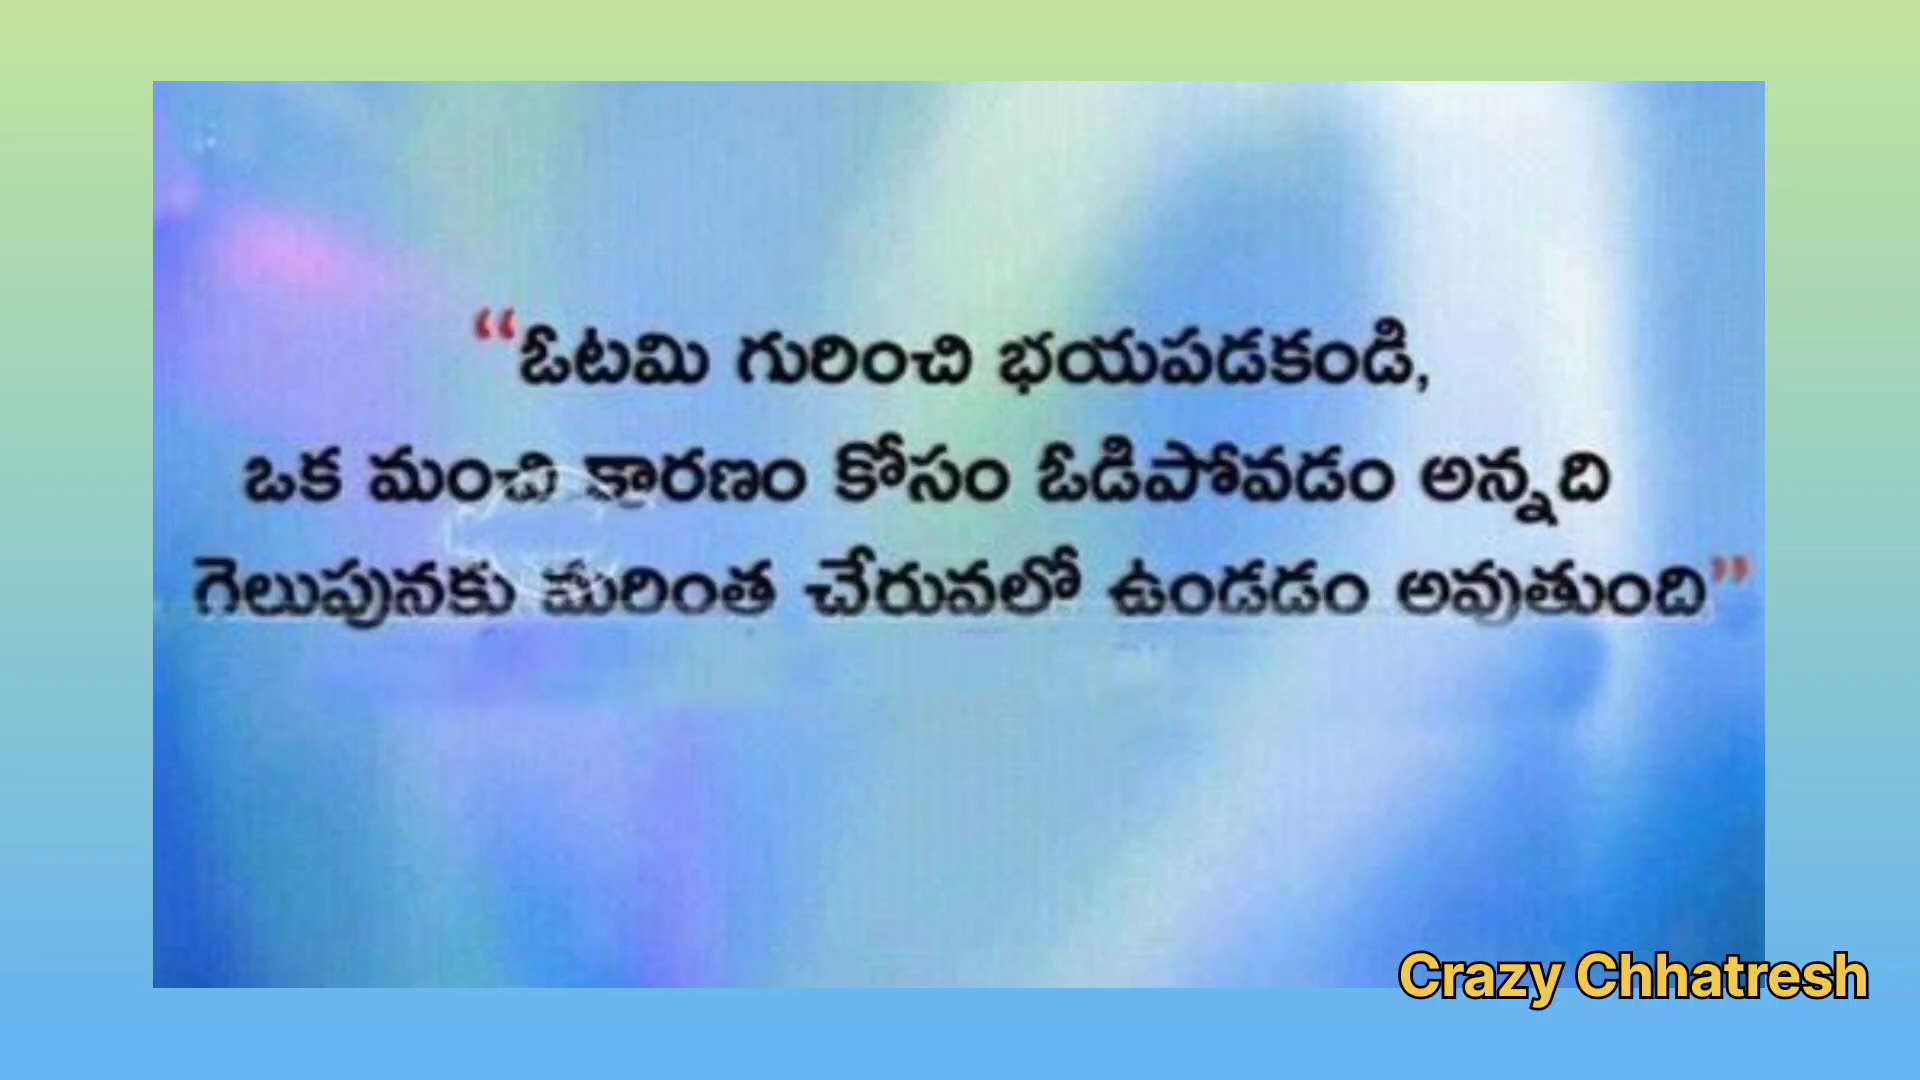 “ఓటమి గురించి భయపడకండి,
ఒక మంచి కారణం కోసం ఓడిపోవడం అన్నది
గెలుపునకు మరింత చేరువలో ఉండడం అవుతుంది”
Crazy Chhatresh